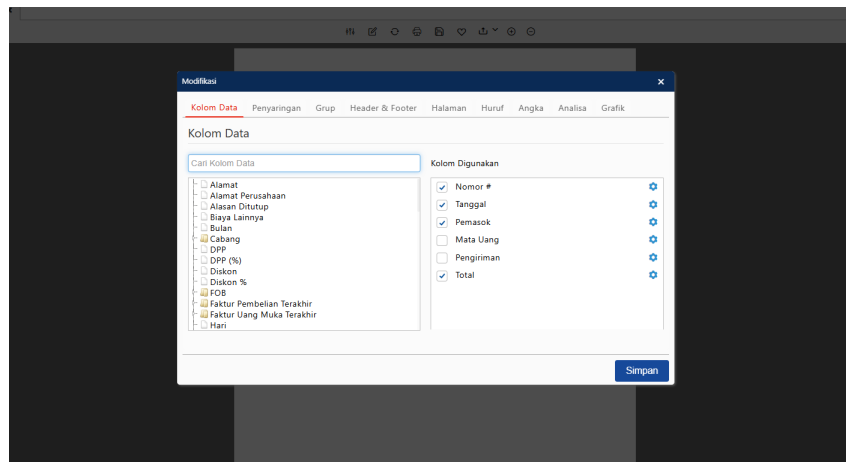 Modifikasi
Kolom Data Penyaringan Grup Header & Footer Halaman Huruf Angka Analisa Grafik
Kolom Data
Cari Kolom Data
Alamat
Alamat Perusahaan
Alasan Ditutup
Biaya Lainnya
Bulan
Cabang
DPP
DPP (%)
Diskon
Diskon %
FOB
Faktur Pembelian Terakhir
Faktur Uang Muka Terakhir
Hari
Kolom Digunakan
Nomor #
Tanggal
Pemasok
Mata Uang
Pengiriman
Total
Simpan